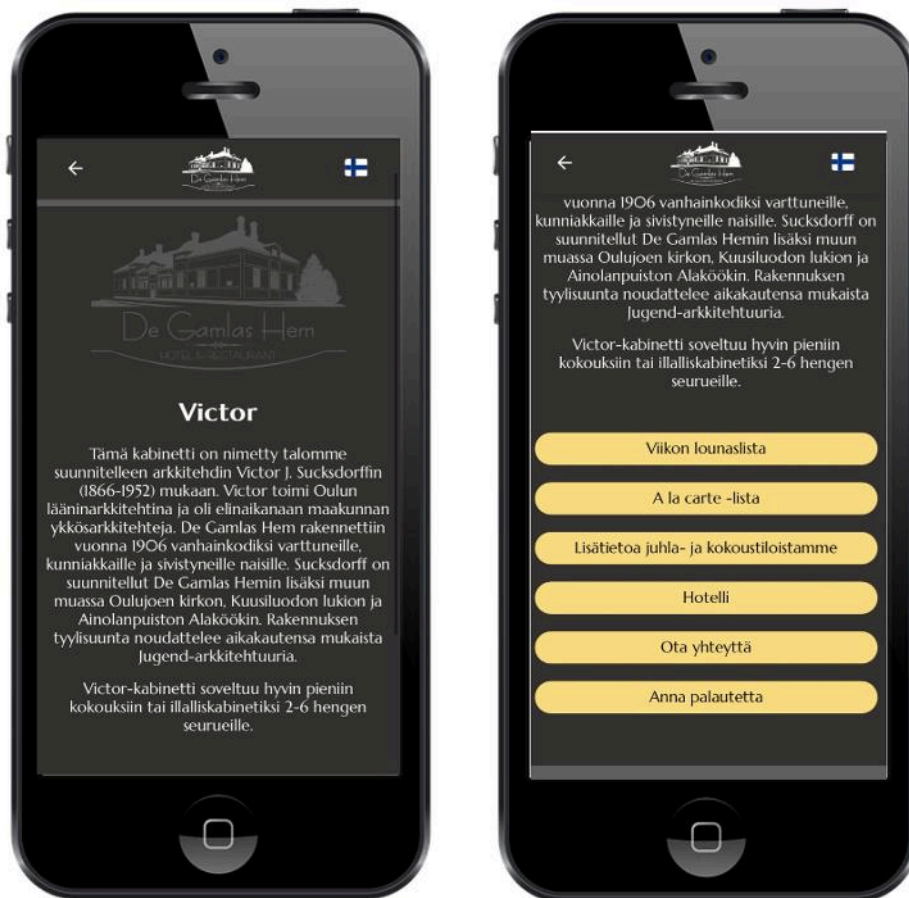 De Gamlas Hem
De Gamlas Hem
HOTEL & RESTAURANT
Victor
Tämä kabinetti on nimetty talomme
suunnitelleen arkkitehdin Victor J. Sucksdorffin
(1866-1952) mukaan. Victor toimi Oulun
lääninarkkitehtina ja oli elinaikanaan maakunnan
ykkösarkkitehteja. De Gamlas Hem rakennettiin
vuonna 1906 vanhainkodiksi varttuneille,
kunniakkaille ja sivistyneille naisille. Sucksdorff on
suunnitellut De Gamlas Hemin lisäksi muun
muassa Oulujoen kirkon, Kuusiluodon lukion ja
Ainolanpuiston Alaköökin. Rakennuksen
tyylisuunta noudattelee aikakautensa mukaista
Jugend-arkkitehtuuria.
Victor-kabinetti soveltuu hyvin pieniin
kokouksiin tai illalliskabinetiksi 2-6 hengen
seurueille.
De Gamlas Hem
vuonna 1906 vanhainkodiksi varttuneille,
kunniakkaille ja sivistyneille naisille. Sucksdorff on
suunnitellut De Gamlas Hemin lisäksi muun
muassa Oulujoen kirkon, Kuusiluodon lukion ja
Ainolanpuiston Alaköökin. Rakennuksen
tyylisuunta noudattelee aikakautensa mukaista
Jugend-arkkitehtuuria.
Victor-kabinetti soveltuu hyvin pieniin
kokouksiin tai illalliskabinetiksi 2-6 hengen
seurueille.
Viikon lounaslista
A la carte -lista
Lisätietoa juhla- ja kokoustiloistamme
Hotelli
Ota yhteyttä
Anna palautetta